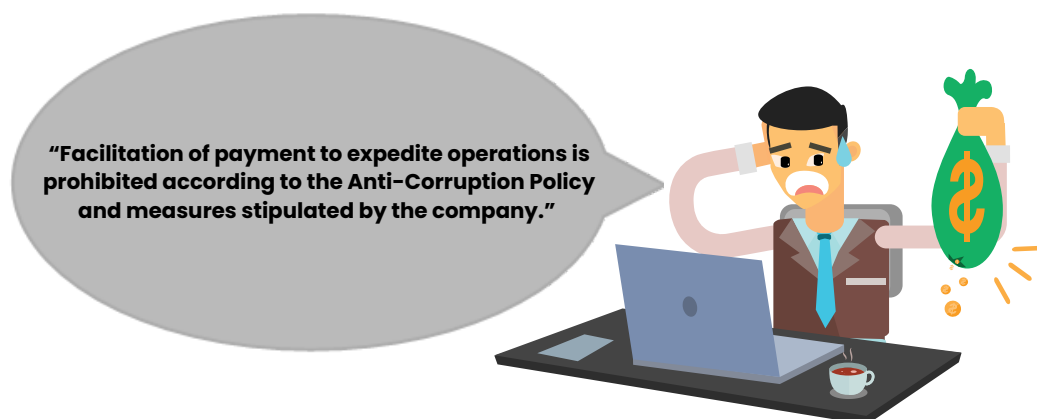 “Facilitation of payment to expedite operations is
prohibited according to the Anti-Corruption Policy
and measures stipulated by the company.”
$